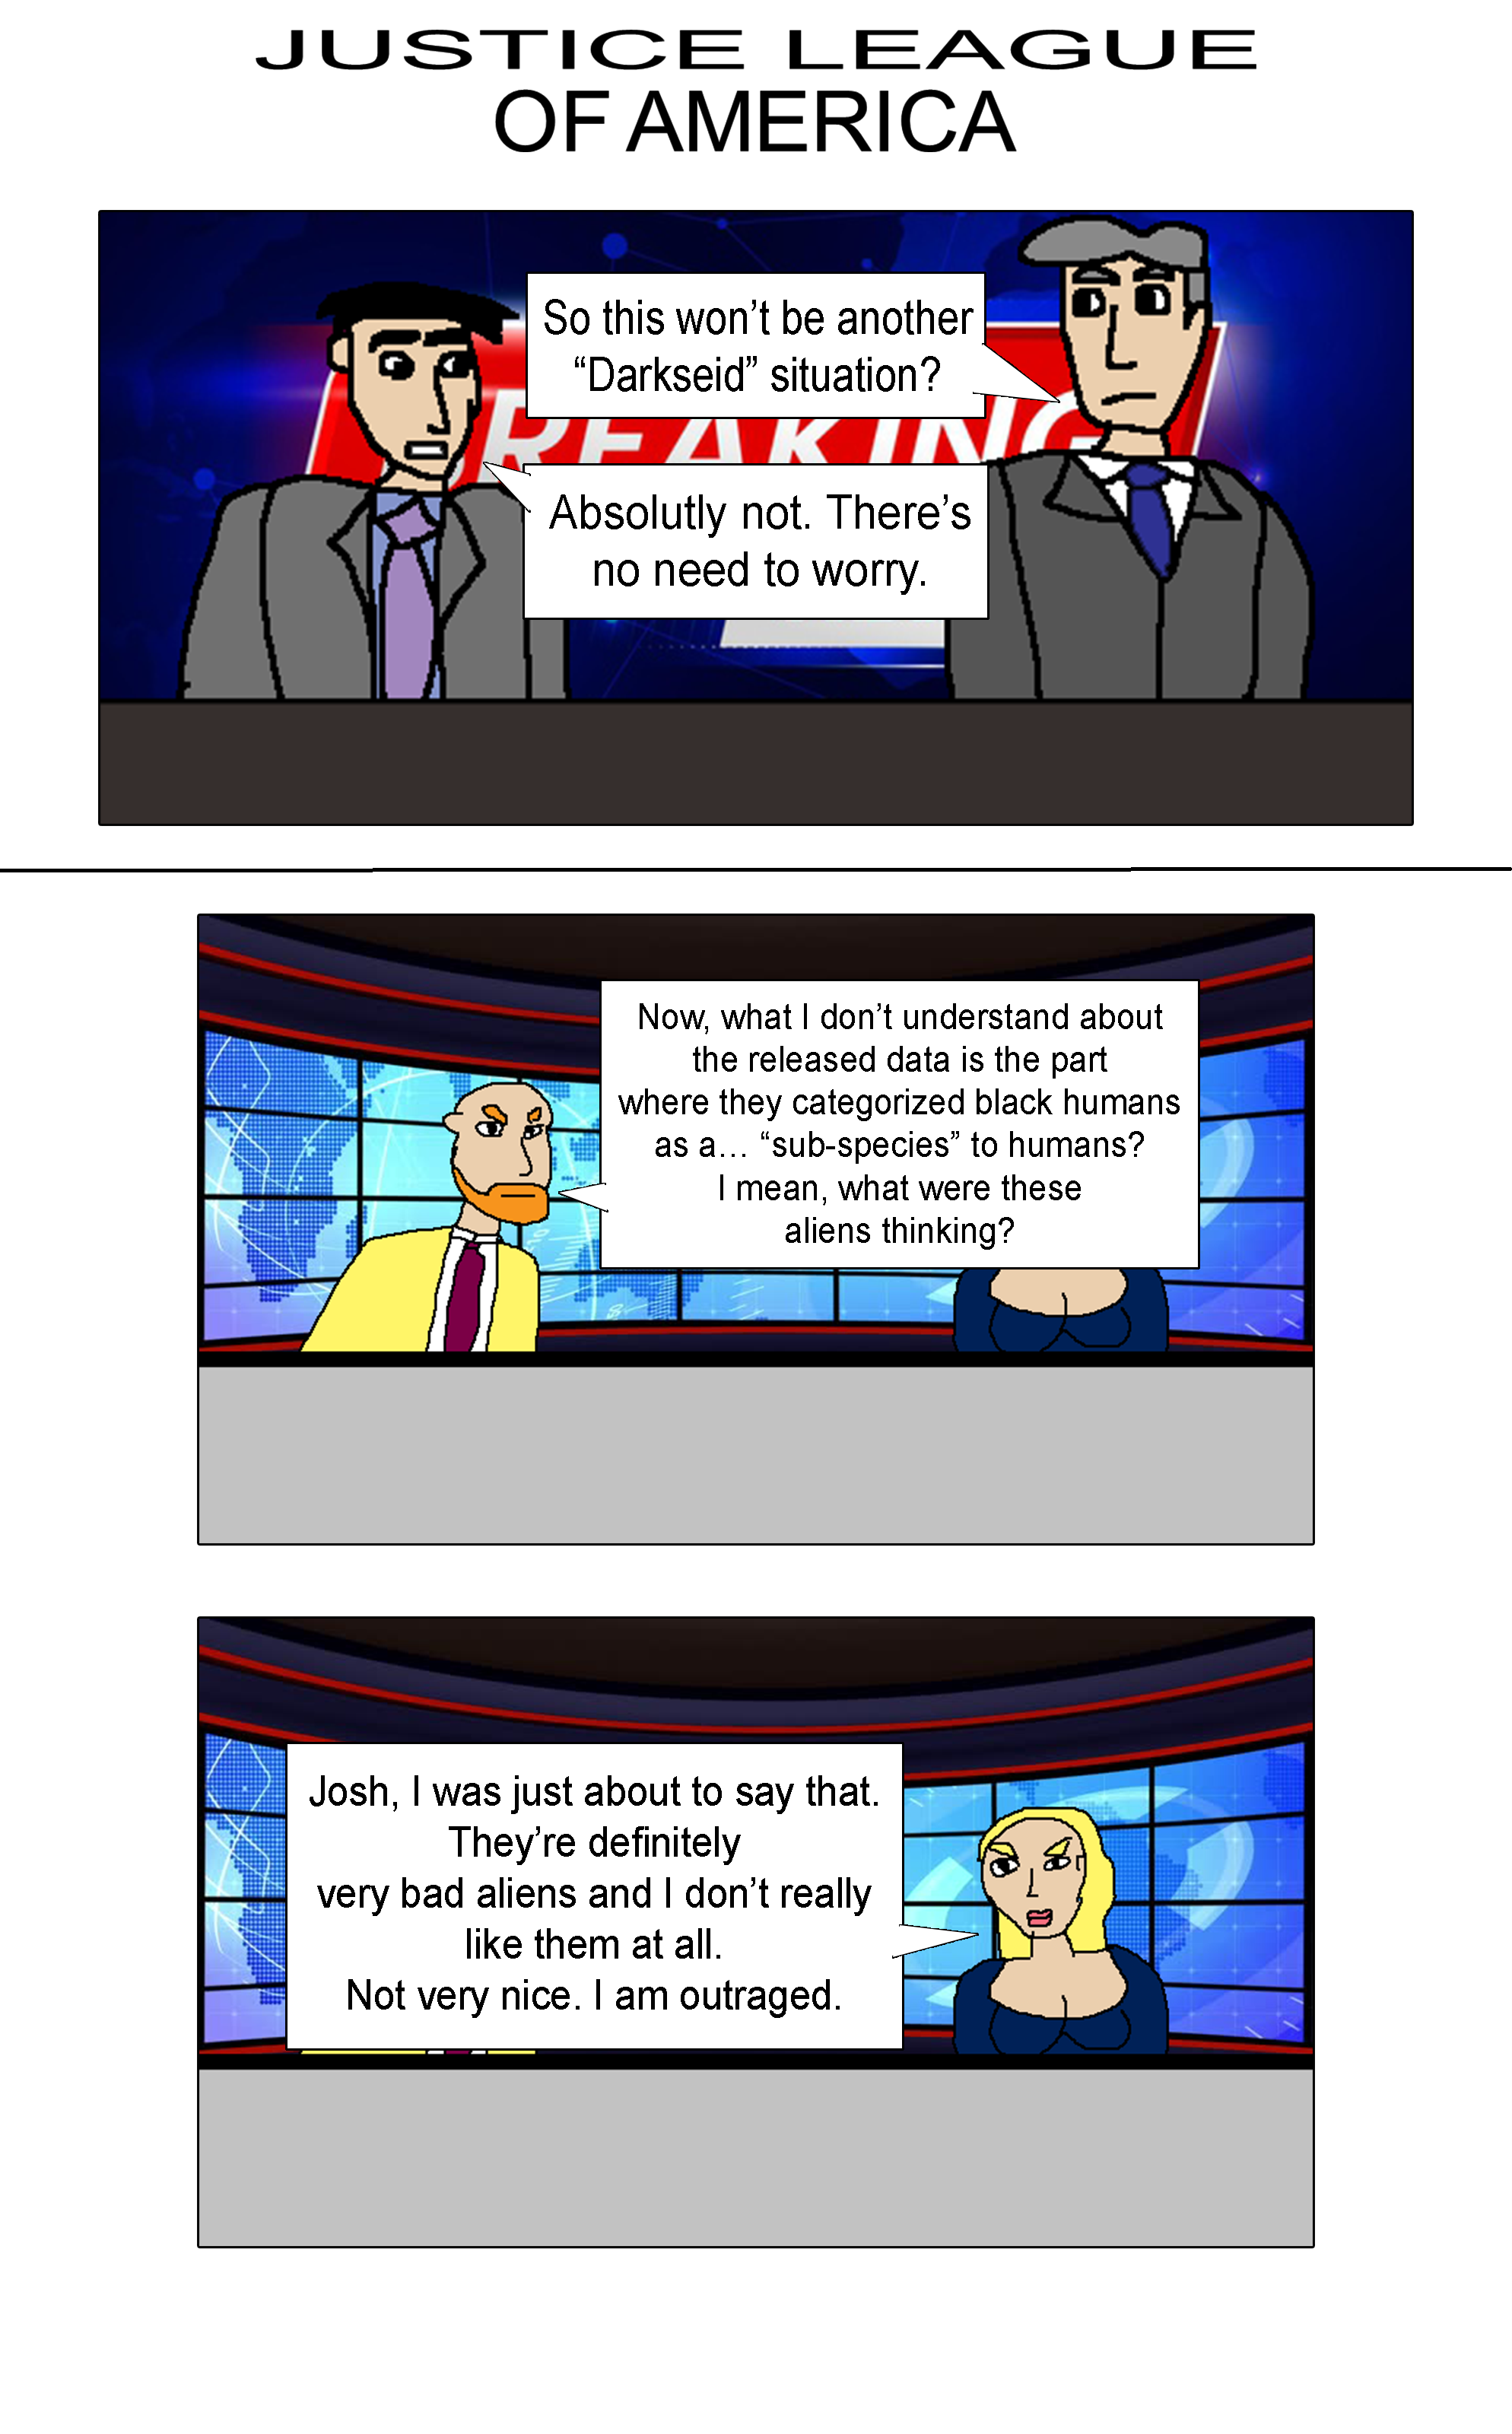 JUSTICE LEAGUE
OF AMERICA
So this won't be another
“Darkseid” situation?
BREAKING
Absolutly not. There's
no need to worry.
Now, what I don't understand about
the released data is the part
where they categorized black humans
as a... “sub-species” to humans?
I mean, what were these
aliens thinking?
Josh, I was just about to say that.
They're definitely
very bad aliens and I don't really
like them at all.
Not very nice. I am outraged.